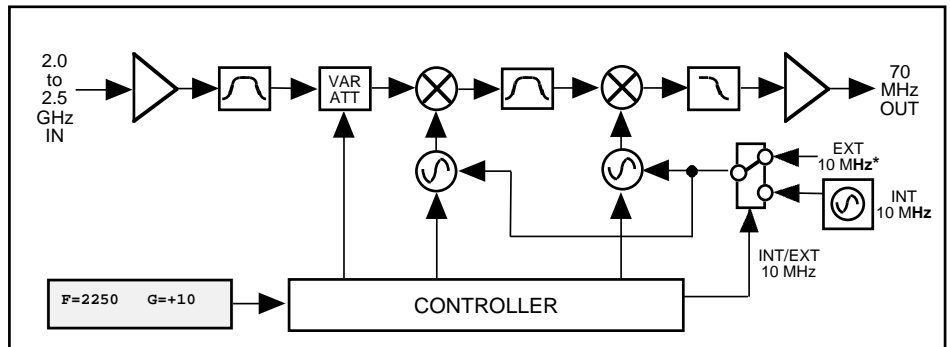 2.0
to
2.5
GHz
IN
VAR
ATT
70
MHz
OUT
EXT
10 MHz*
INT
10 MHz
INT/EXT
10 MHz
F=2250 G=+10
CONTROLLER